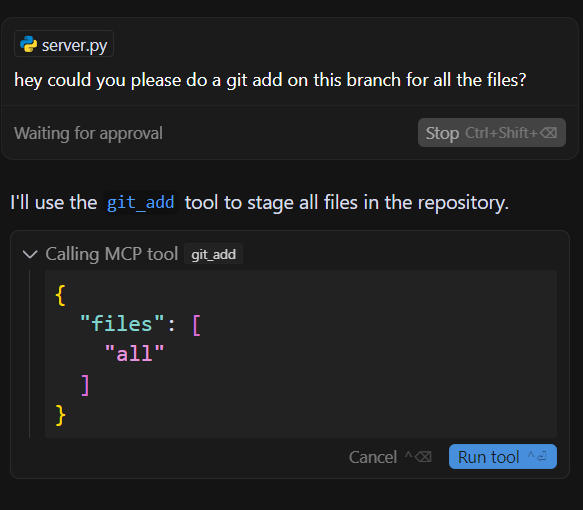 server.py
hey could you please do a git add on this branch for all the files?
Waiting for approval
Stop Ctrl+Shift+⌫
I'll use the git_add tool to stage all files in the repository.
Calling MCP tool git_add
{
"files": [
"all"
]
}
Cancel ^⌫
Run tool ^⏎